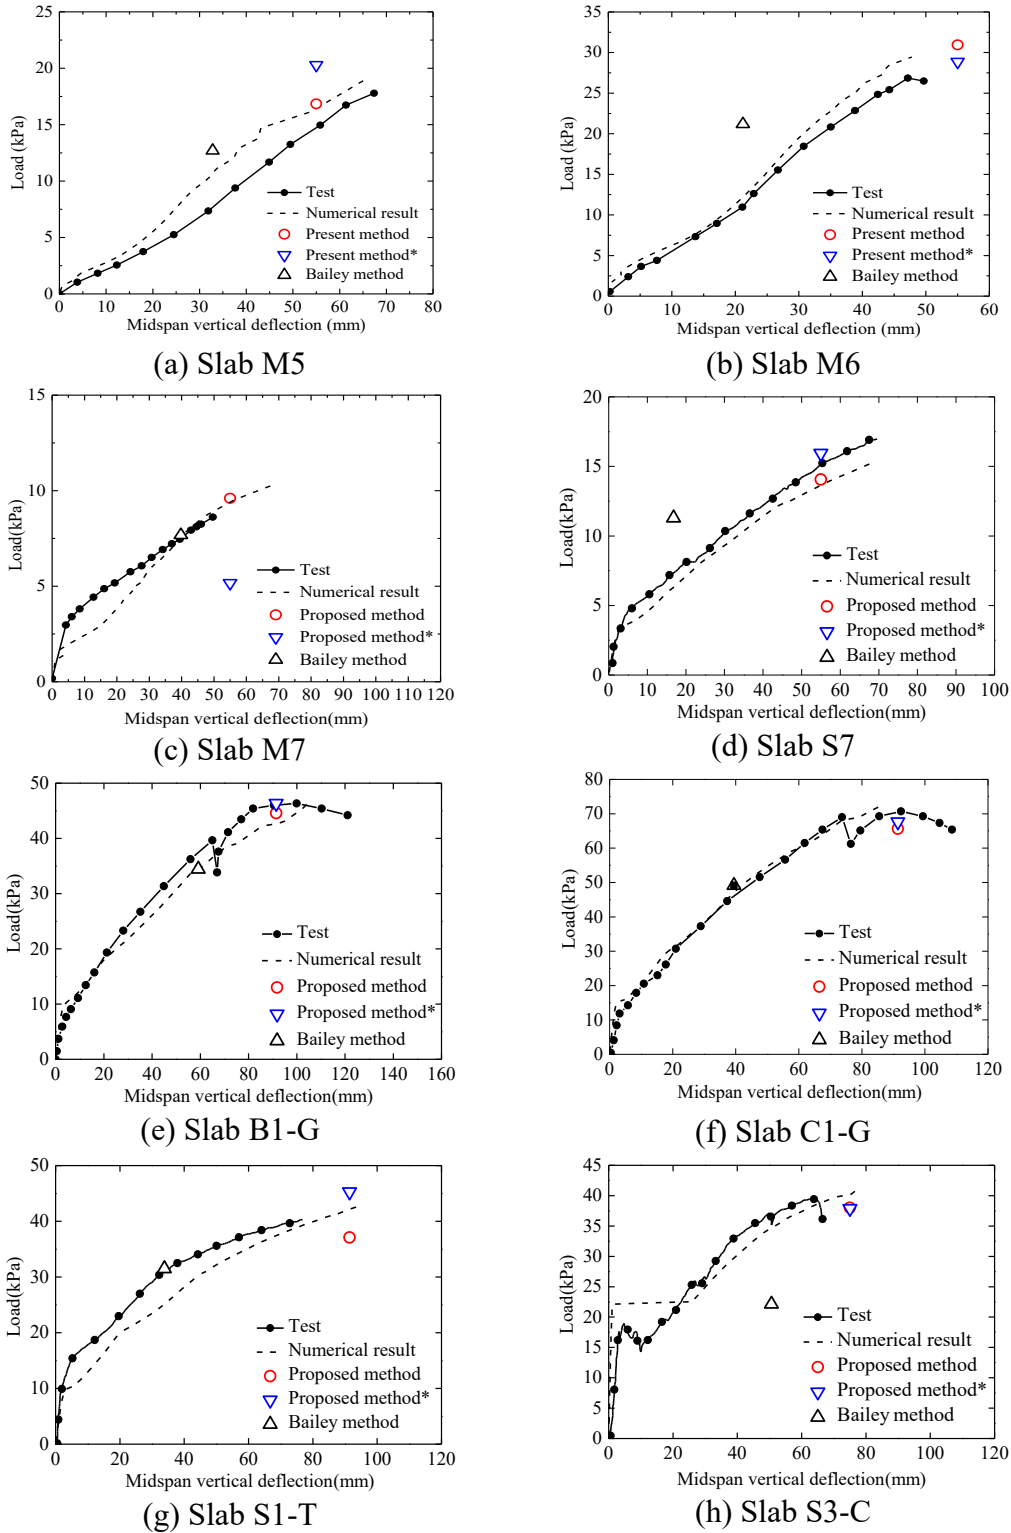 25
20
15
10
5
0
Load (kPa)
Test
Numerical result
Present method
Present method*
Bailey method
0 10 20 30 40 50 60 70 80
Midspan vertical deflection (mm)
(a) Slab M5
35
30
25
20
15
10
5
0
Load (kPa)
Test
Numerical result
Present method
Present method*
Bailey method
0 10 20 30 40 50 60
Midspan vertical deflection (mm)
(b) Slab M6
15
10
5
0
Load(kPa)
Test
Numerical result
Proposed method
Proposed method*
Bailey method
0 10 20 30 40 50 60 70 80 90 100 110 120
Midspan vertical deflection(mm)
(c) Slab M7
20
15
10
5
0
Load(kPa)
Test
Numerical result
Proposed method
Proposed method*
Bailey method
0 10 20 30 40 50 60 70 80 90 100
Midspan vertical deflection(mm)
(d) Slab S7
50
40
30
20
10
0
Load(kPa)
Test
Numerical result
Proposed method
Proposed method*
Bailey method
0 20 40 60 80 100 120 140 160
Midspan vertical deflection(mm)
(e) Slab B1-G
80
70
60
50
40
30
20
10
0
Load(kPa)
Test
Numerical result
Proposed method
Proposed method*
Bailey method
0 20 40 60 80 100 120
Midspan vertical deflection(mm)
(f) Slab C1-G
50
40
30
20
10
0
Load(kPa)
Test
Numerical result
Proposed method
Proposed method*
Bailey method
0 20 40 60 80 100 120
Midspan vertical deflection(mm)
(g) Slab S1-T
45
40
35
30
25
20
15
10
5
0
Load(kPa)
Test
Numerical result
Proposed method
Proposed method*
Bailey method
0 20 40 60 80 100 120
Midspan vertical deflection(mm)
(h) Slab S3-C